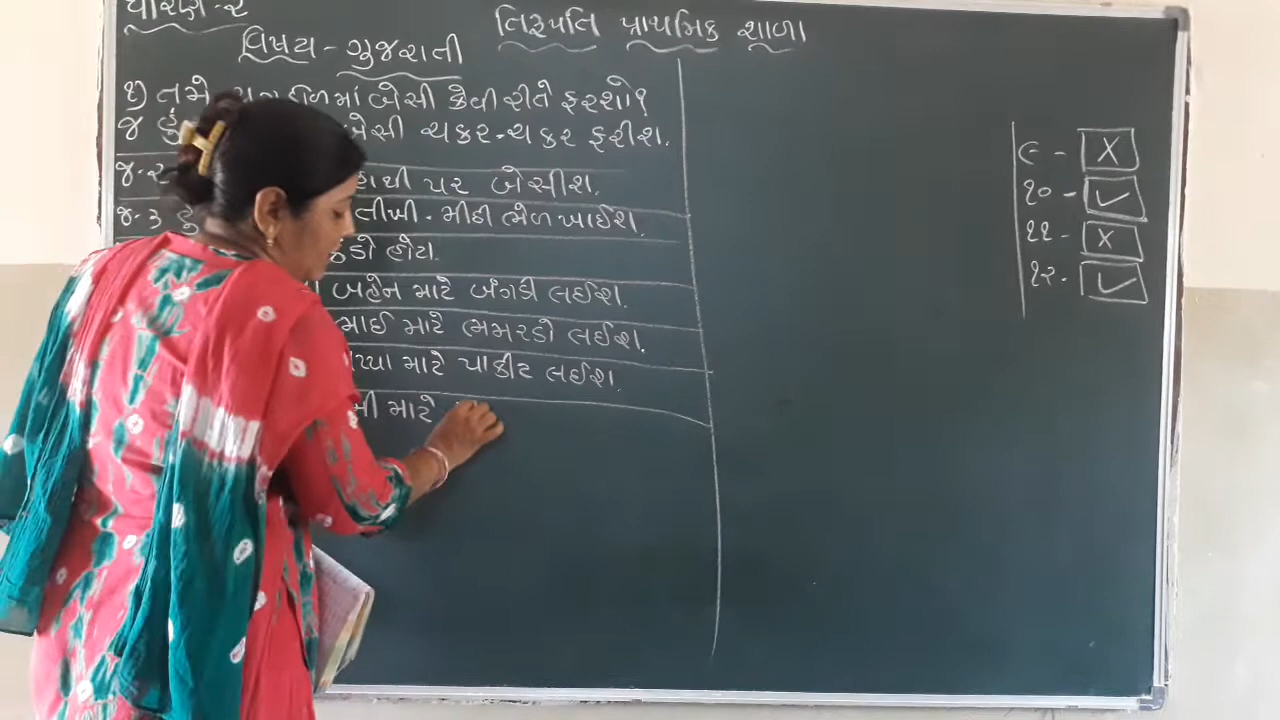 ધોરણ-૨
તિરૂપતિ પ્રાથમિક શાળા
વિષય - ગુજરાતી
૧) તમે બેસી કેવી રીતે ફરશો?
જ હું બેસી ચકર-ચકર ફરીશ.
જ-૨ હાથી પર બેસીશ.
જ-૩ હું તીખી-મીઠી ભેળ ખાઈશ.
બહેન માટે બંગડી લઈશ.
ભાઈ માટે ભમરડો લઈશ.
પપ્પા માટે પાકીટ લઈશ.
માટે
૯ - X
૧૦ - ✓
૧૧ - X
૧૨ - ✓